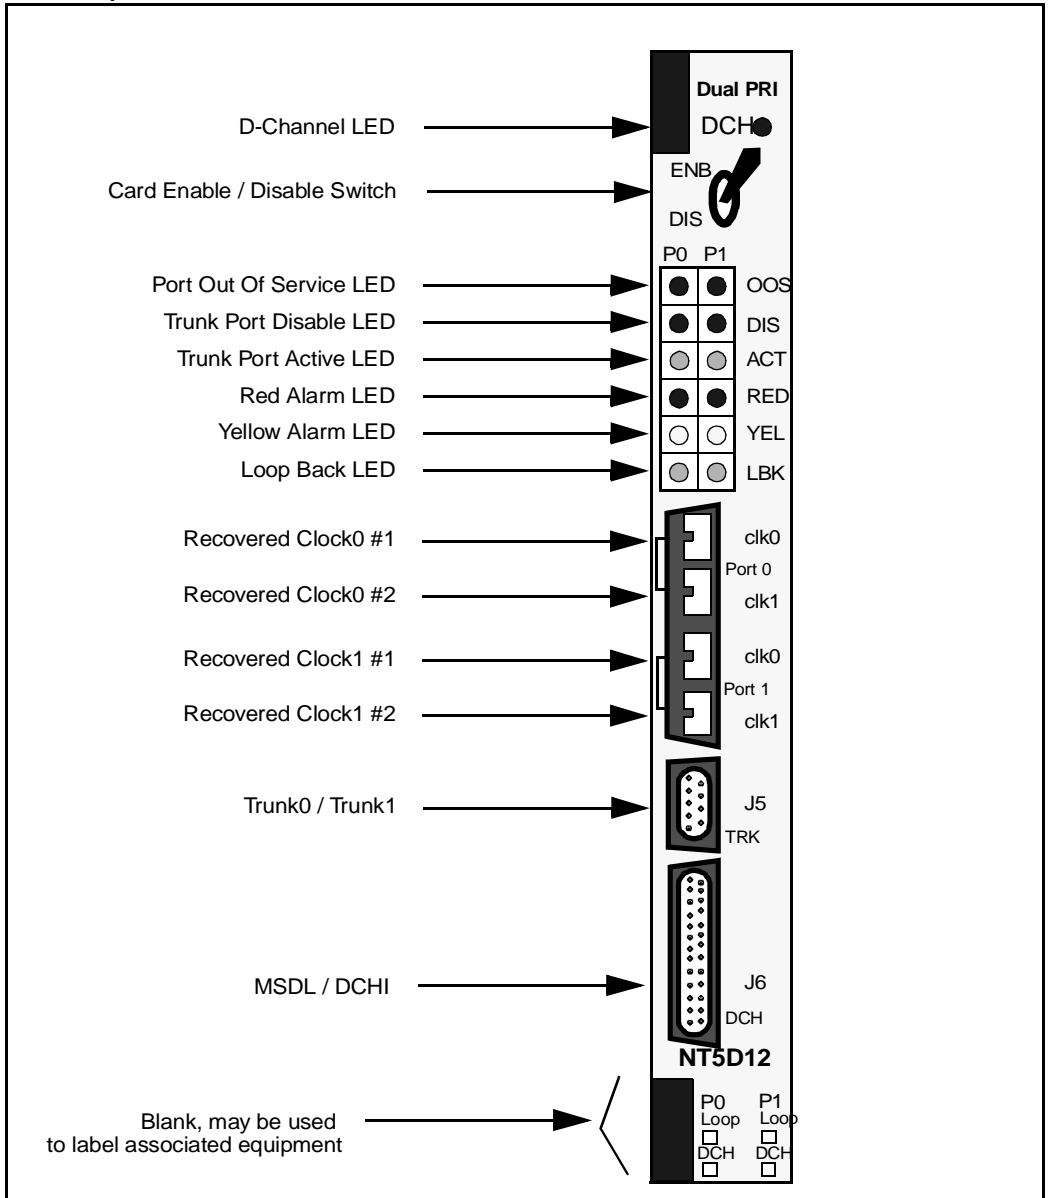 Dual PRI
D-Channel LED DCH
ENB
Card Enable / Disable Switch
DIS
P0 P1
Port Out Of Service LED OOS
Trunk Port Disable LED DIS
Trunk Port Active LED ACT
Red Alarm LED RED
Yellow Alarm LED YEL
Loop Back LED LBK
Recovered Clock0 #1 clk0
Port 0
Recovered Clock0 #2 clk1
Recovered Clock1 #1 clk0
Port 1
Recovered Clock1 #2 clk1
Trunk0 / Trunk1 J5
TRK
MSDL / DCHI J6
DCH
NT5D12
P0 P1
Loop Loop
Blank, may be used
to label associated equipment
DCH DCH